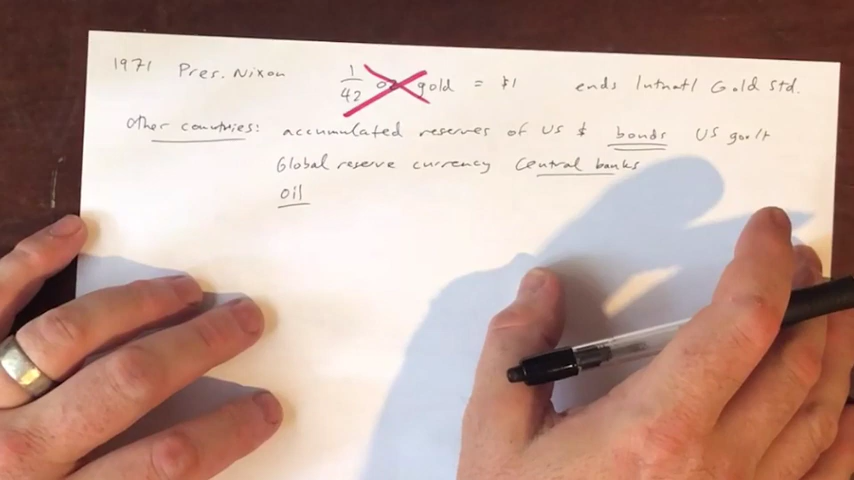 1971 Pres. Nixon 1/42 oz gold = $1 ends Intnat'l Gold Std.
Other countries: accumulated reserves of US $ bonds US gov't
Global reserve currency Central banks
Oil